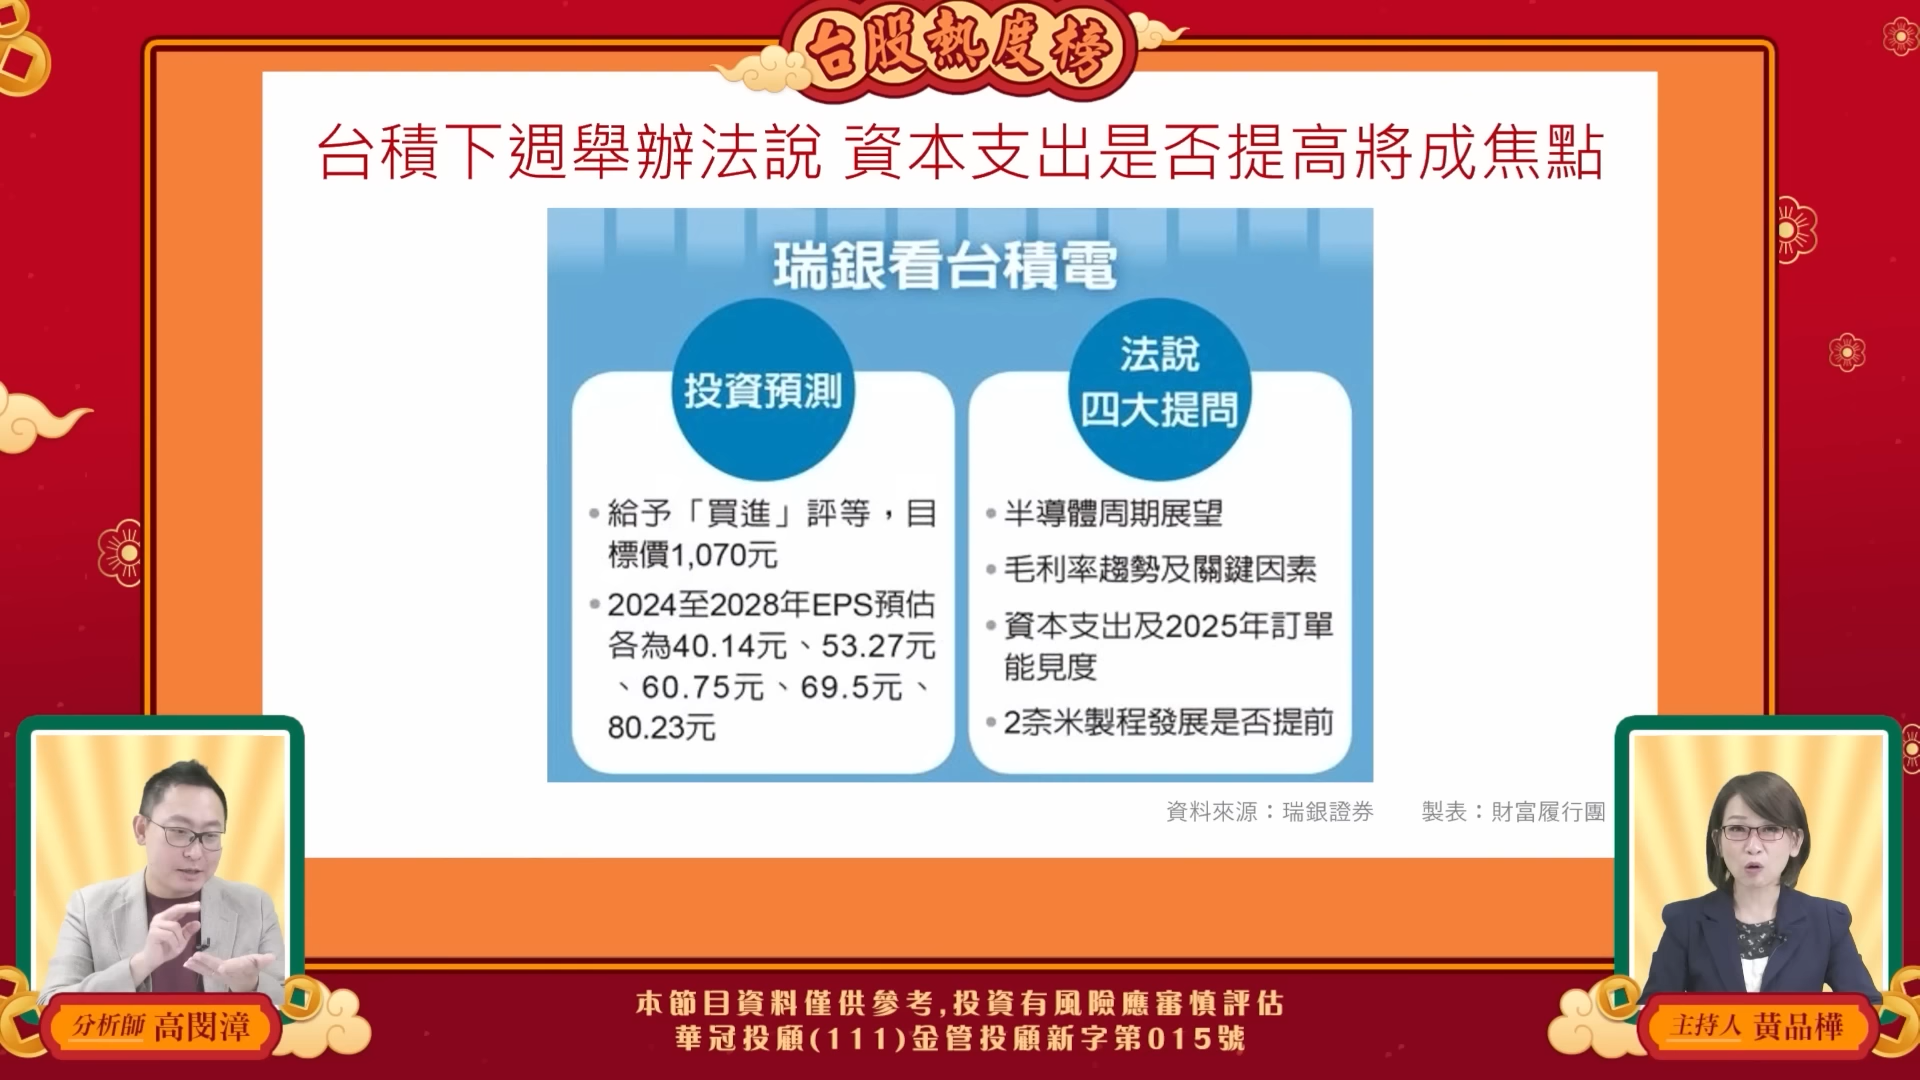 台股熱度榜
台積下週舉辦法說 資本支出是否提高將成焦點
瑞銀看台積電
投資預測
•給予「買進」評等，目
標價1,070元
•2024至2028年EPS預估
各為40.14元、53.27元
、60.75元、69.5元、
80.23元
法說
四大提問
•半導體周期展望
•毛利率趨勢及關鍵因素
•資本支出及2025年訂單
能見度
•2奈米製程發展是否提前
資料來源：瑞銀證券 製表：財富履行團
分析師 高閔漳
主持人 黃品樺
本節目資料僅供參考,投資有風險應審慎評估
華冠投顧(111)金管投顧新字第015號